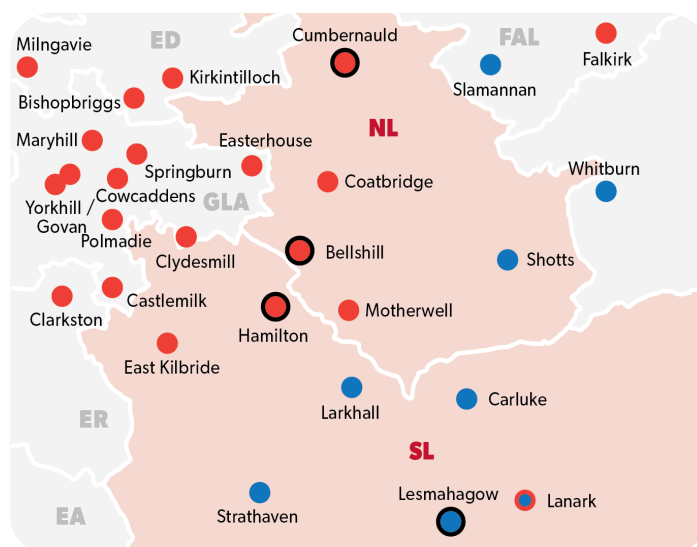 Milngavie
ED
Cumbernauld
FAL
Falkirk
Kirkintilloch
Slamannan
Bishopbriggs
NL
Maryhill
Easterhouse
Springburn
Whitburn
Coatbridge
Cowcaddens
GLA
Yorkhill /
Govan
Polmadie
Bellshill
Shotts
Clydesmill
Castlemilk
Motherwell
Clarkston
Hamilton
East Kilbride
Larkhall
Carluke
ER
SL
Lesmahagow
Lanark
Strathaven
EA